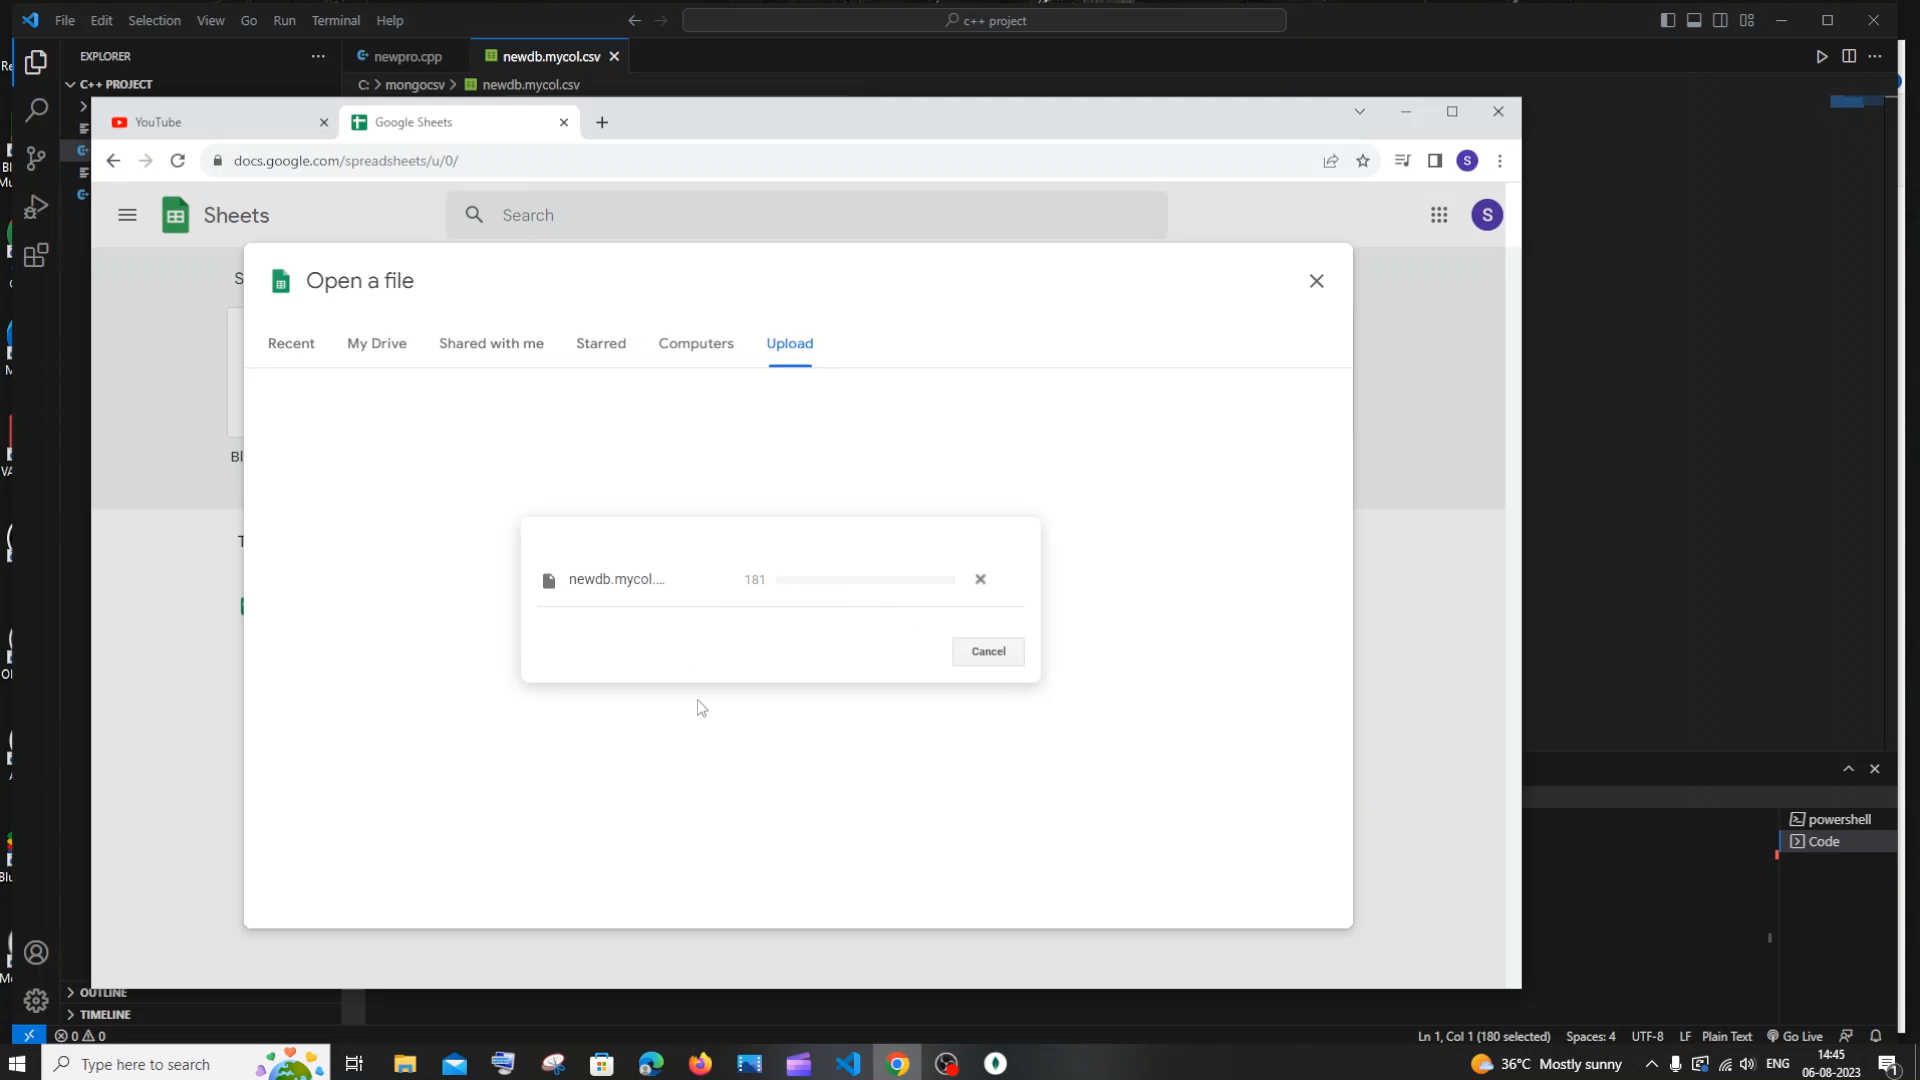 File Edit Selection View Go Run Terminal Help
c++ project
EXPLORER
newpro.cpp
newdb.mycol.csv
C++ PROJECT
C: > mongocsv > newdb.mycol.csv
YouTube
Google Sheets
docs.google.com/spreadsheets/u/0/
S
Sheets
Search
S
Open a file
Recent My Drive Shared with me Starred Computers Upload
newdb.mycol....
181
Cancel
powershell
Code
OUTLINE
TIMELINE
0 0
Ln 1, Col 1 (180 selected) Spaces: 4 UTF-8 LF Plain Text Go Live
Type here to search
36°C Mostly sunny
ENG
14:45
06-08-2023
1